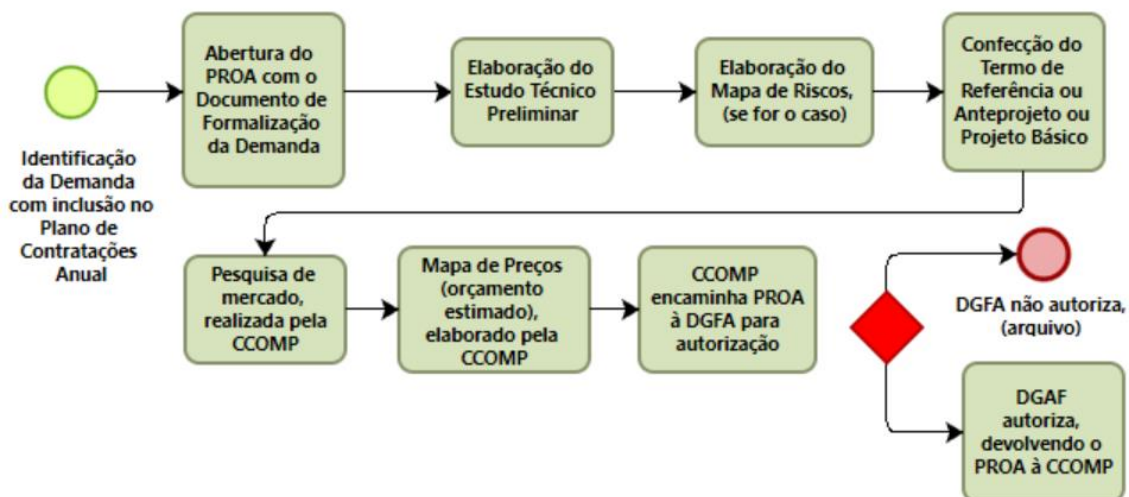 Identificação
da Demanda
com inclusão no
Plano de
Contratações
Anual
Abertura do
PROA com o
Documento de
Formalização
da Demanda
Elaboração do
Estudo Técnico
Preliminar
Elaboração do
Mapa de Riscos,
(se for o caso)
Confecção do
Termo de
Referência ou
Anteprojeto ou
Projeto Básico
Pesquisa de
mercado,
realizada pela
CCOMP
Mapa de Preços
(orçamento
estimado),
elaborado pela
CCOMP
CCOMP
encaminha PROA
à DGFA para
autorização
DGFA não autoriza,
(arquivo)
DGAF
autoriza,
devolvendo o
PROA à CCOMP